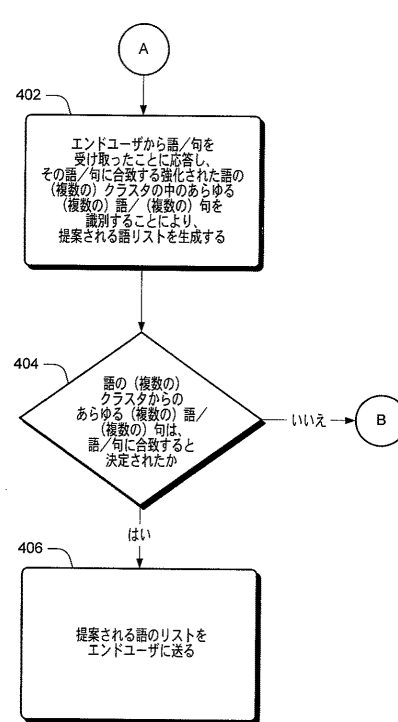 A
402
エンドユーザから語／句を
受け取ったことに応答し、
その語／句に合致する強化された語の
（複数の）クラスタの中のあらゆる
（複数の）語／（複数の）句を
識別することにより、
提案される語リストを生成する
404
語の（複数の）
クラスタからの
あらゆる（複数の）語／
（複数の）句は、
語／句に合致すると
決定されたか
いいえ
B
はい
406
提案される語のリストを
エンドユーザに送る